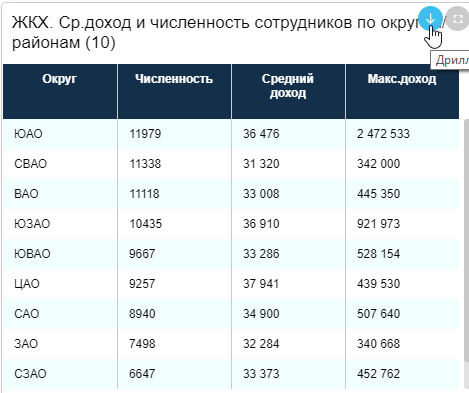 ЖКХ. Ср.доход и численность сотрудников по
районам (10)
Дрилл
Округ Численность Средний доход Макс.доход
ЮАО 11979 36 476 2 472 533
СВАО 11338 31 320 342 000
ВАО 11118 33 008 445 350
ЮЗАО 10435 36 910 921 973
ЮВАО 9667 33 286 528 154
ЦАО 9257 37 941 439 530
САО 8940 34 900 507 640
ЗАО 7498 32 284 340 668
СЗАО 6647 33 373 452 762